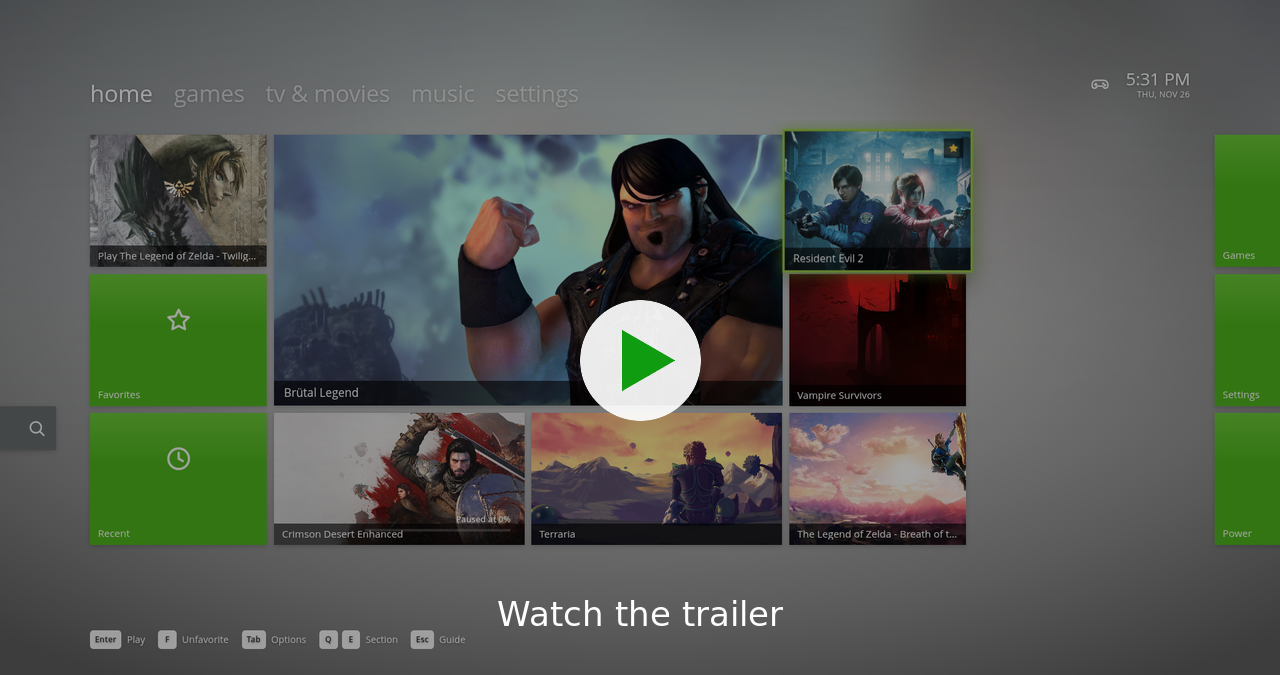 home games tv & movies music settings
5:31 PM
THU, NOV 26
Play The Legend of Zelda - Twilig...
Brütal Legend
Resident Evil 2
Games
Favorites
Vampire Survivors
Settings
Recent
Paused at 0%
Crimson Desert Enhanced
Terraria
The Legend of Zelda - Breath of t...
Power
Watch the trailer
Enter Play F Unfavorite Tab Options Q E Section Esc Guide